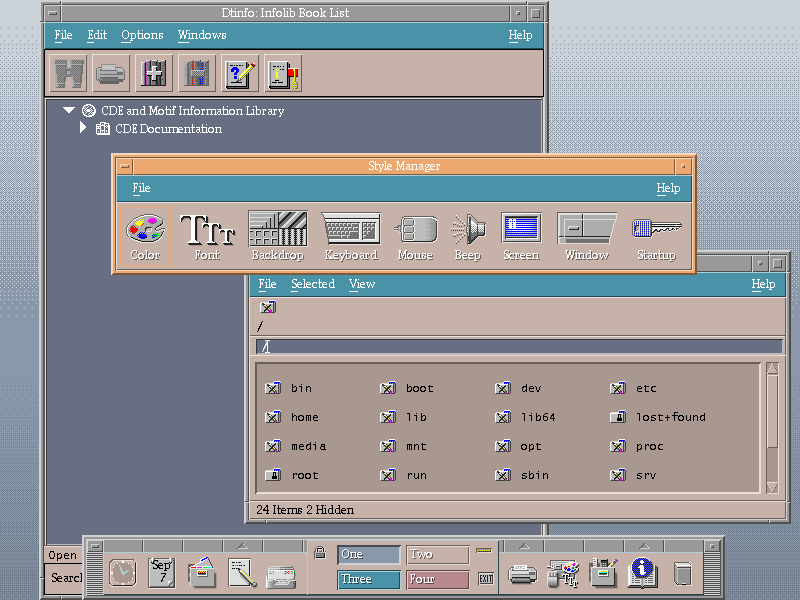 Dtinfo: Infolib Book List
File Edit Options Windows Help
CDE and Motif Information Library
CDE Documentation
Style Manager
File Help
Color Font Backdrop Keyboard Mouse Beep Screen Window Startup
TTT
File Selected View Help
/
/
bin boot dev etc
home lib lib64 lost+found
media mnt opt proc
root run sbin srv
24 Items 2 Hidden
Open
Search
Sep
7
One Two
Three Four
EXIT